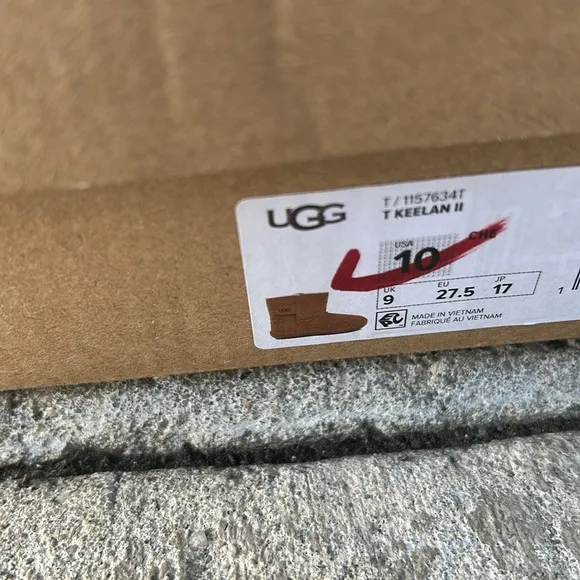 UGG
T / 1157634T
T KEELAN II
CHE
USA
10
UK EU JP
9 27.5 17
1
MADE IN VIETNAM
FABRIQUÉ AU VIETNAM